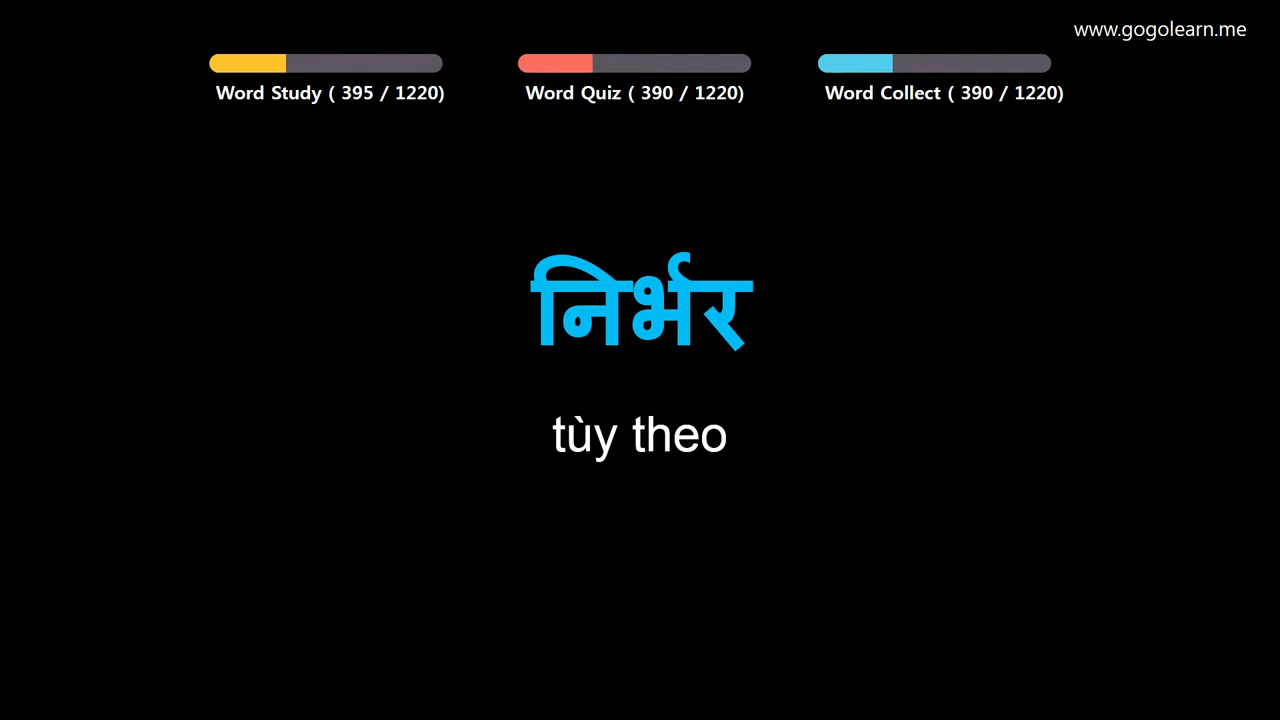 www.gogolearn.me
Word Study ( 395 / 1220)
Word Quiz ( 390 / 1220)
Word Collect ( 390 / 1220)
निर्भर
tùy theo